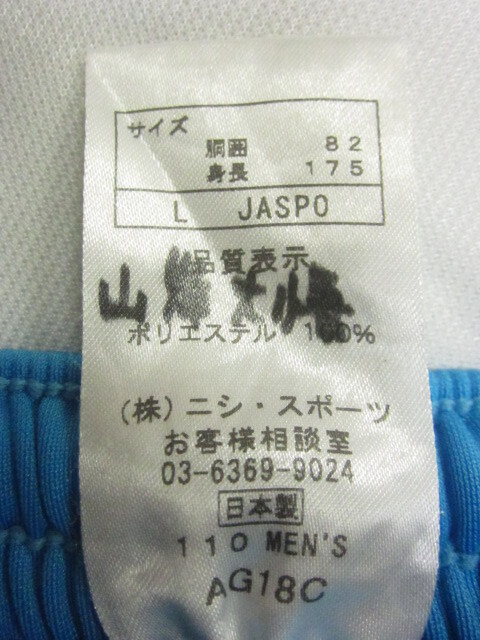 サイズ
胴囲 82
身長 175
L JASPO
品質表示
山
ポリエステル 100%
(株)ニシ・スポーツ
お客様相談室
03-6369-9024
日本製
110 MEN'S
AG18C